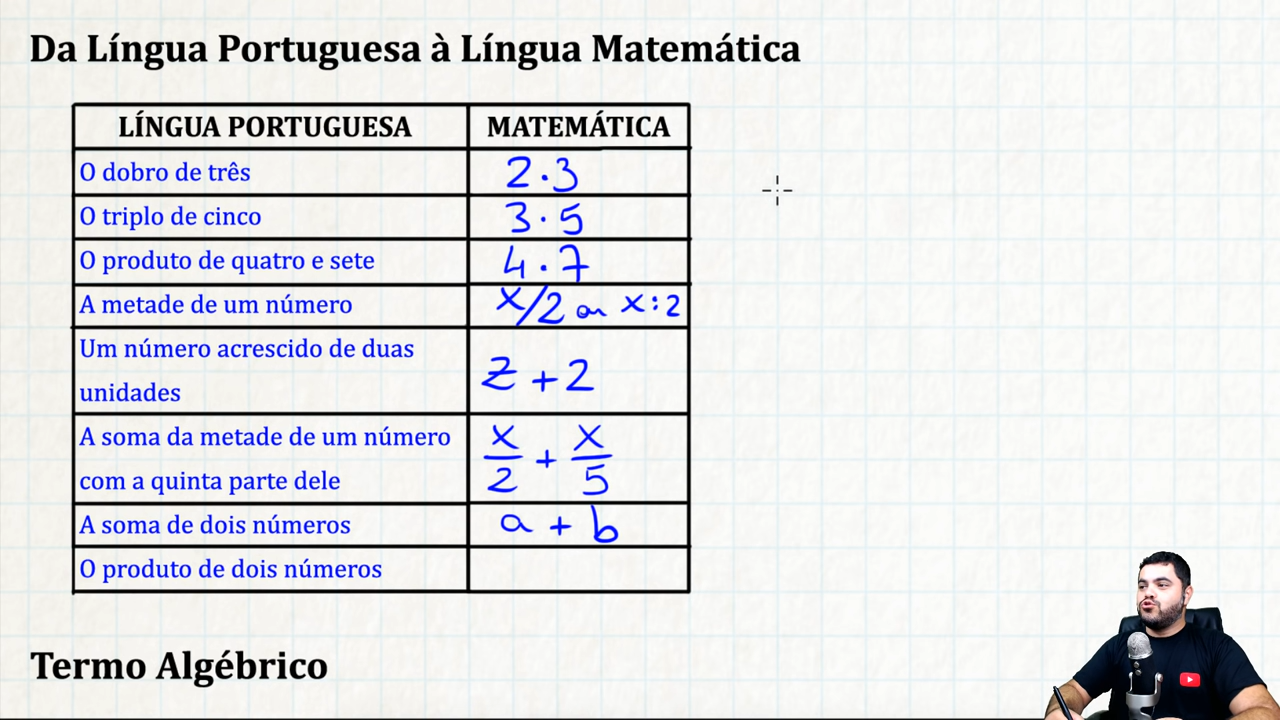 Da Língua Portuguesa à Língua Matemática
LÍNGUA PORTUGUESA MATEMÁTICA
O dobro de três 2·3
O triplo de cinco 3·5
O produto de quatro e sete 4·7
A metade de um número x/2 ou x:2
Um número acrescido de duas
unidades z+2
A soma da metade de um número
com a quinta parte dele x/2 + x/5
A soma de dois números a + b
O produto de dois números
Termo Algébrico